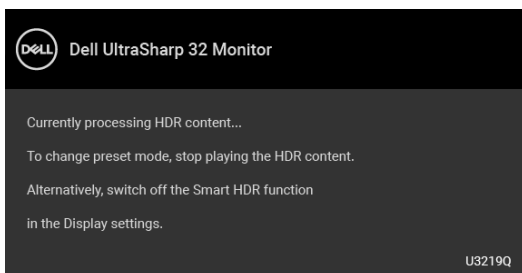 DELL
Dell UltraSharp 32 Monitor
Currently processing HDR content...
To change preset mode, stop playing the HDR content.
Alternatively, switch off the Smart HDR function
in the Display settings.
U3219Q